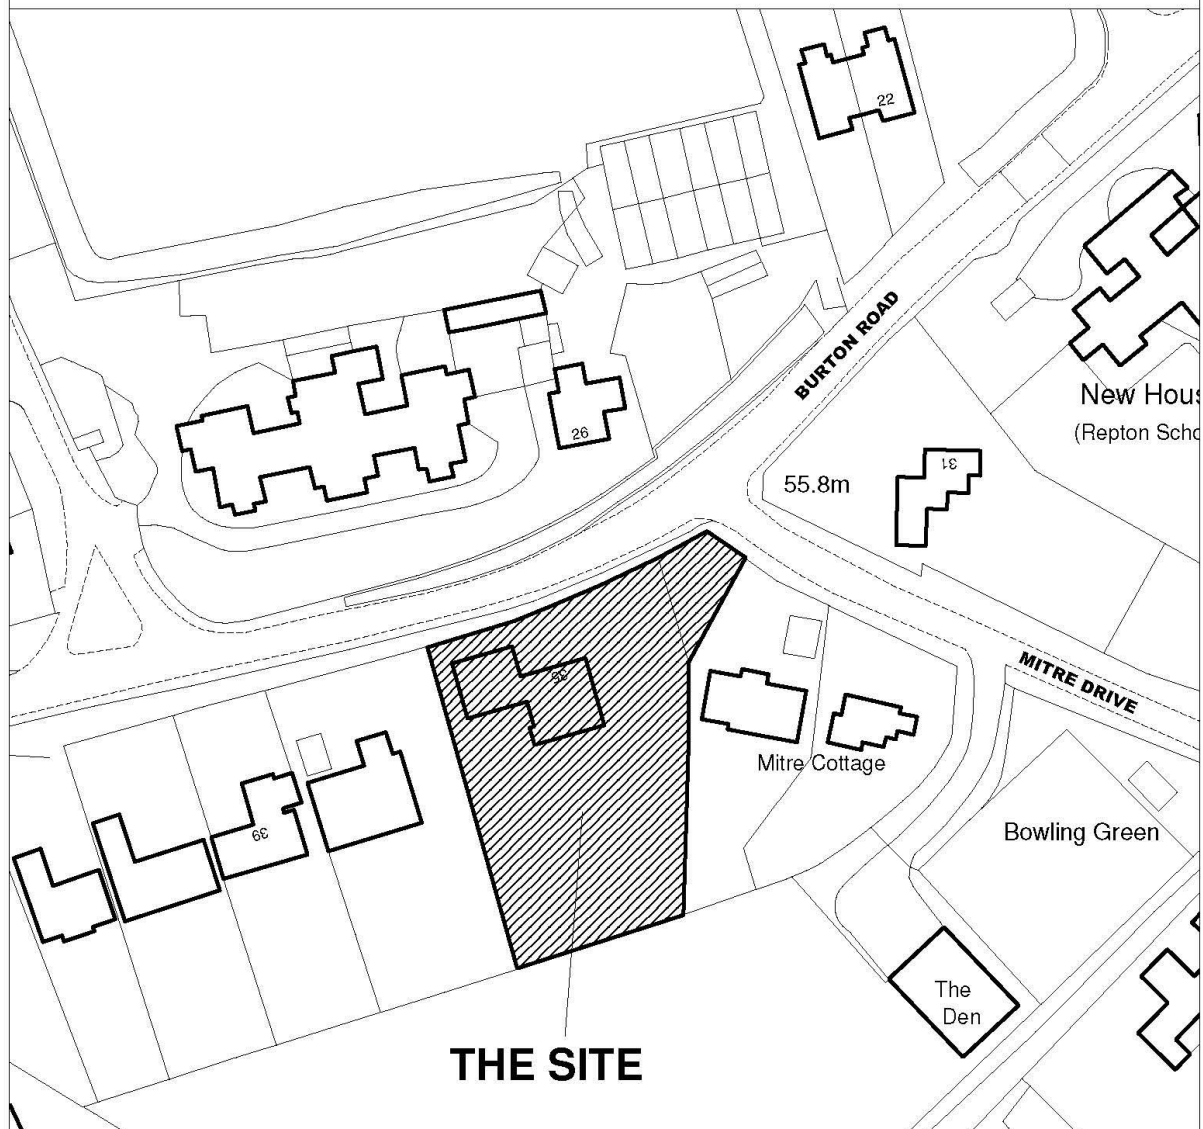 22
BURTON ROAD
New Hous
(Repton Scho
26
31
55.8m
35
MITRE DRIVE
Mitre Cottage
39
Bowling Green
The
Den
THE SITE